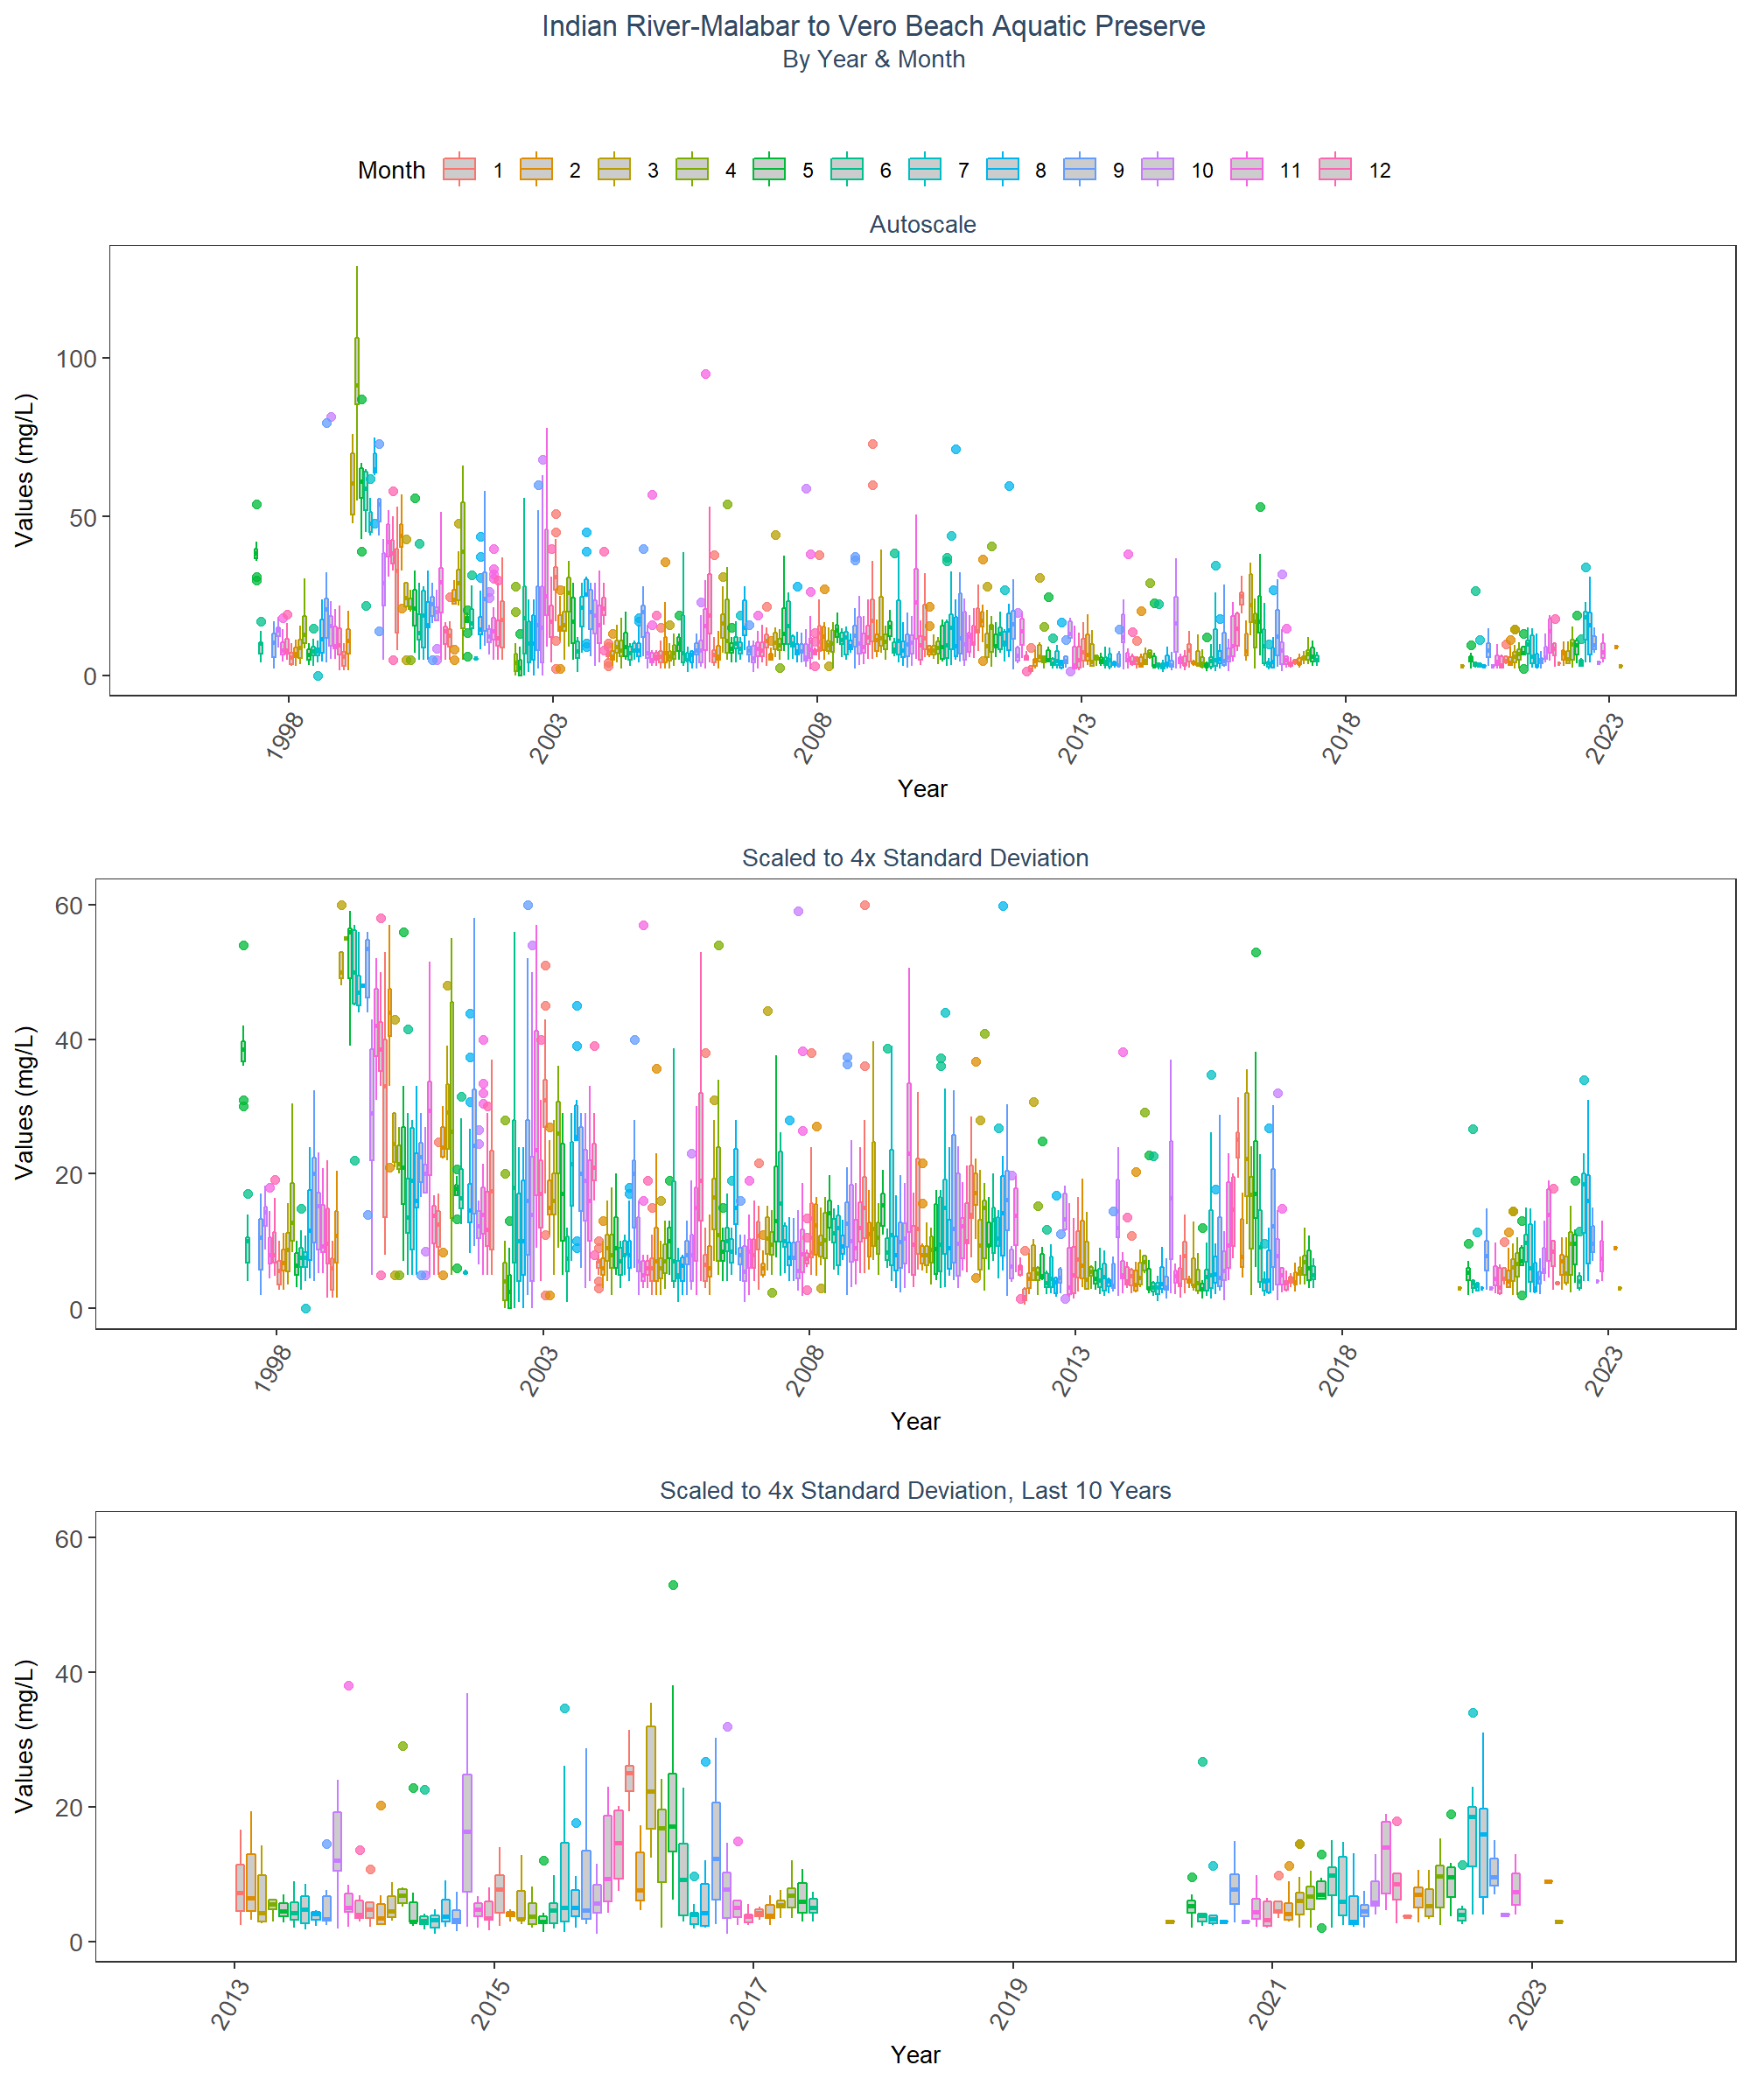 Indian River-Malabar to Vero Beach Aquatic Preserve
By Year & Month
Month 1 2 3 4 5 6 7 8 9 10 11 12
Autoscale
Values (mg/L)
100
50
0
1998 2003 2008 2013 2018 2023
Year
Scaled to 4x Standard Deviation
Values (mg/L)
60
40
20
0
1998 2003 2008 2013 2018 2023
Year
Scaled to 4x Standard Deviation, Last 10 Years
Values (mg/L)
60
40
20
0
2013 2015 2017 2019 2021 2023
Year